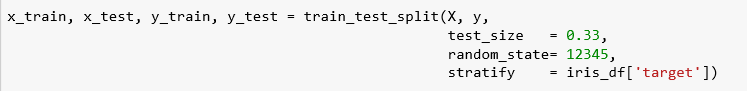 x_train, x_test, y_train, y_test = train_test_split(X, y,
test_size   = 0.33,
random_state= 12345,
stratify    = iris_df['target'])